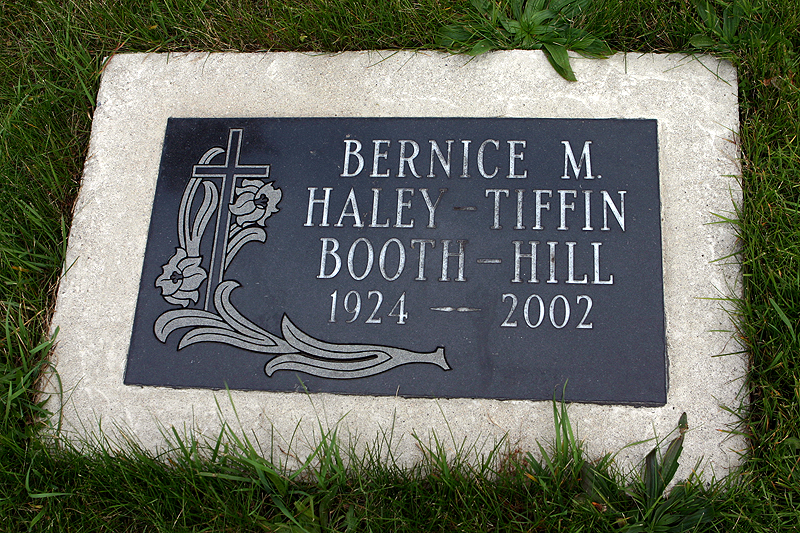 BERNICE M.
HALEY - TIFFIN
BOOTH - HILL
1924 — 2002